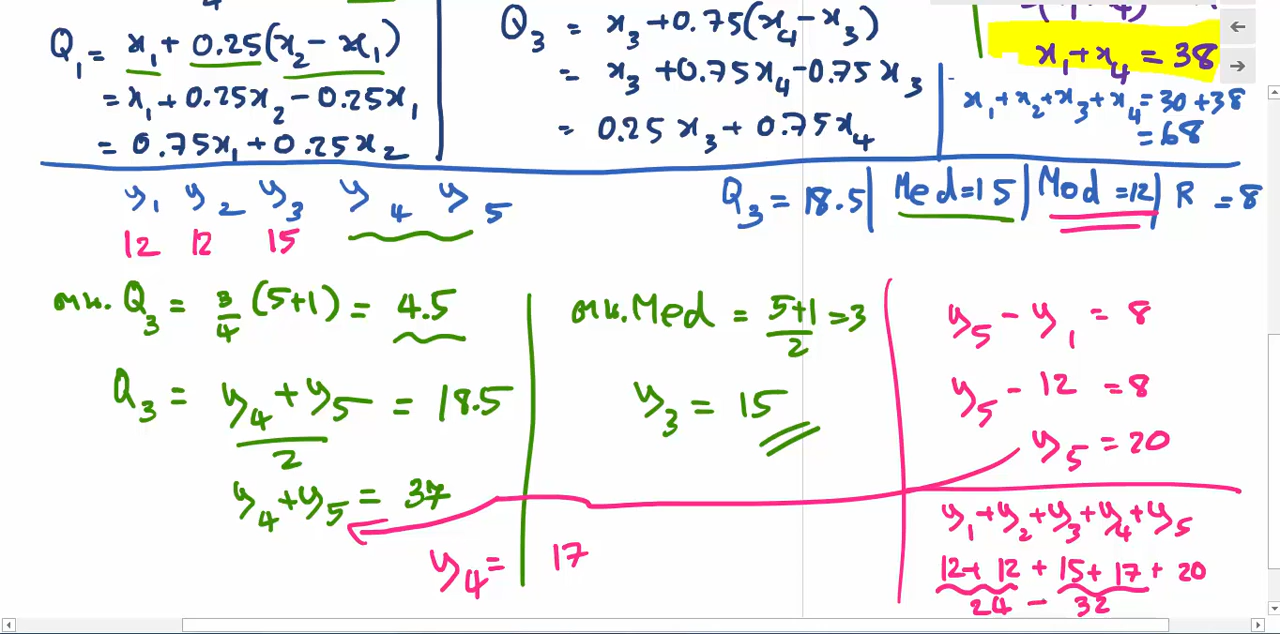 Q₁ = x₁ + 0.25(x₂ − x₁)
= x₁ + 0.25x₂ − 0.25x₁
= 0.75x₁ + 0.25x₂
Q₃ = x₃ + 0.75(x₄ − x₃)
= x₃ + 0.75x₄ − 0.75x₃
= 0.25x₃ + 0.75x₄
x₁ + x₄ = 38
x₁ + x₂ + x₃ + x₄ = 30 + 38
= 68
y₁ y₂ y₃ y₄ y₅
12 12 15
Q₃ = 18.5 | Med = 15 | Mod = 12 | R = 8
ตน. Q₃ = 3/4 (5+1) = 4.5
Q₃ = (y₄ + y₅)/2 = 18.5
y₄ + y₅ = 37
y₄ = 17
ตน. Med = (5+1)/2 = 3
y₃ = 15
y₅ − y₁ = 8
y₅ − 12 = 8
y₅ = 20
y₁ + y₂ + y₃ + y₄ + y₅
12 + 12 + 15 + 17 + 20
24 − 32